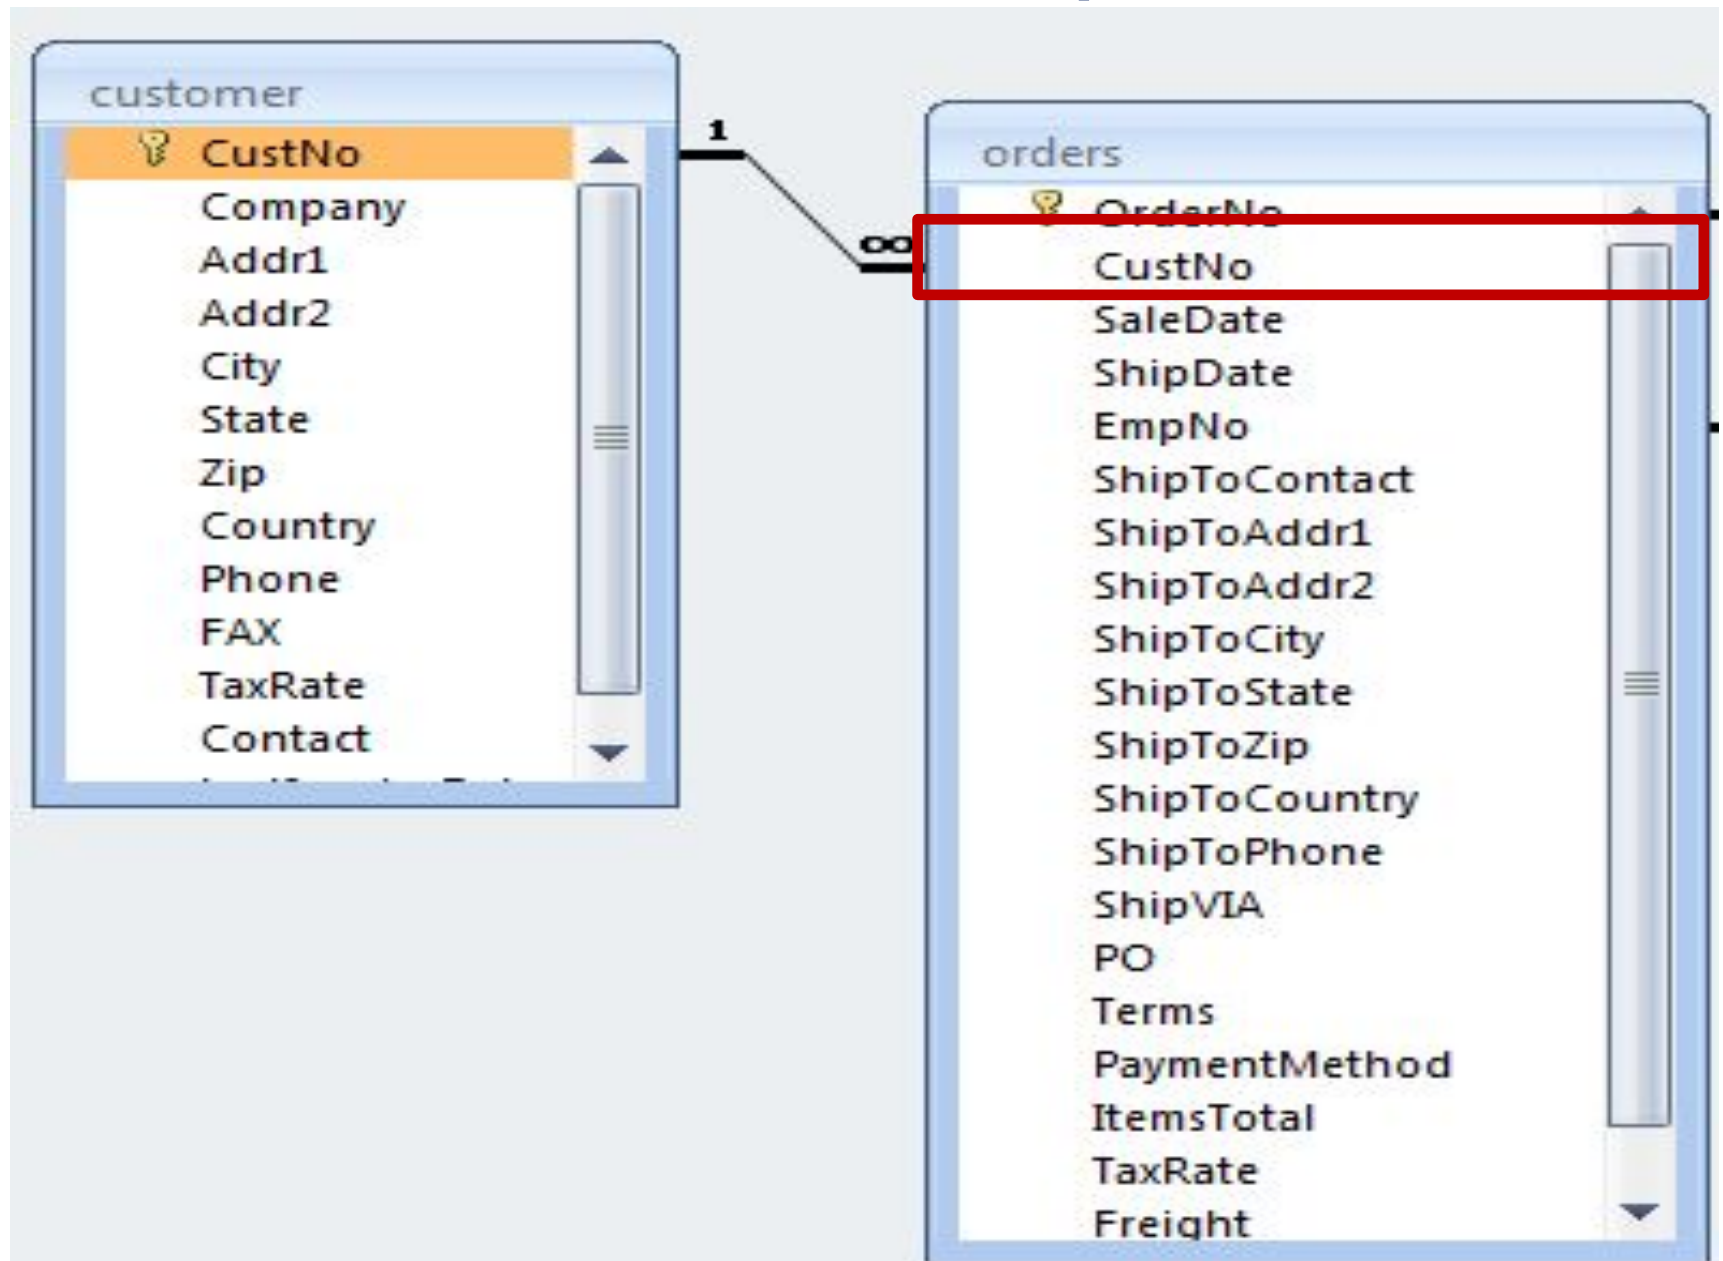 customer
CustNo
Company
Addr1
Addr2
City
State
Zip
Country
Phone
FAX
TaxRate
Contact
1
∞
orders
OrderNo
CustNo
SaleDate
ShipDate
EmpNo
ShipToContact
ShipToAddr1
ShipToAddr2
ShipToCity
ShipToState
ShipToZip
ShipToCountry
ShipToPhone
ShipVIA
PO
Terms
PaymentMethod
ItemsTotal
TaxRate
Freight